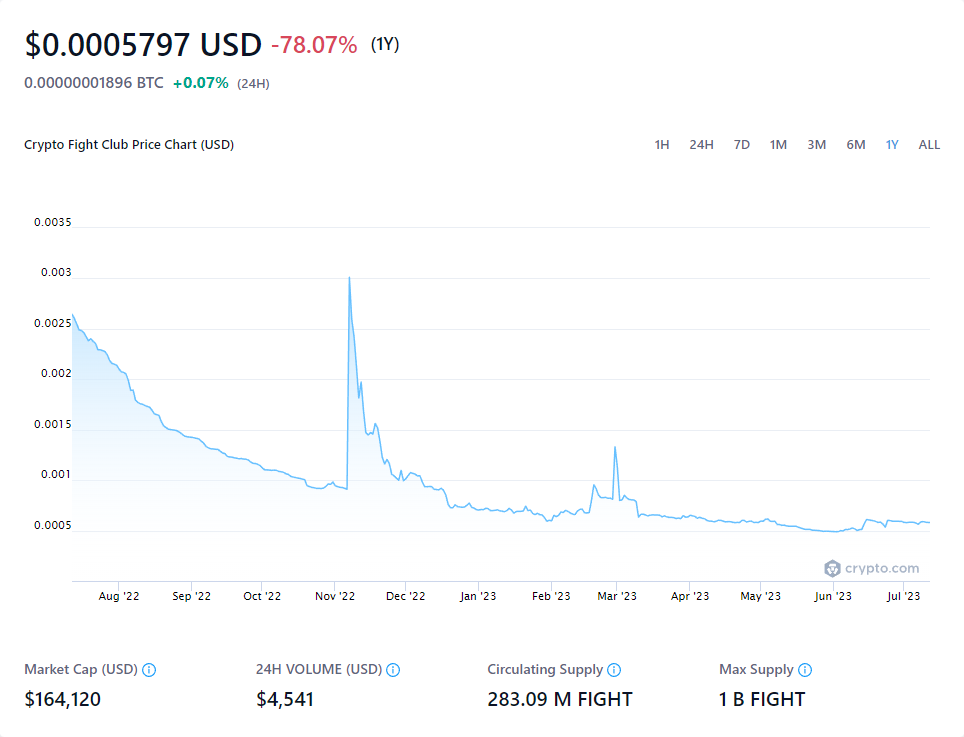 $0.0005797 USD -78.07% (1Y)
0.00000001896 BTC +0.07% (24H)
Crypto Fight Club Price Chart (USD) 1H 24H 7D 1M 3M 6M 1Y ALL
0.0035
0.003
0.0025
0.002
0.0015
0.001
0.0005
crypto.com
Aug '22 Sep '22 Oct '22 Nov '22 Dec '22 Jan '23 Feb '23 Mar '23 Apr '23 May '23 Jun '23 Jul '23
Market Cap (USD) 24H VOLUME (USD) Circulating Supply Max Supply
$164,120 $4,541 283.09 M FIGHT 1 B FIGHT